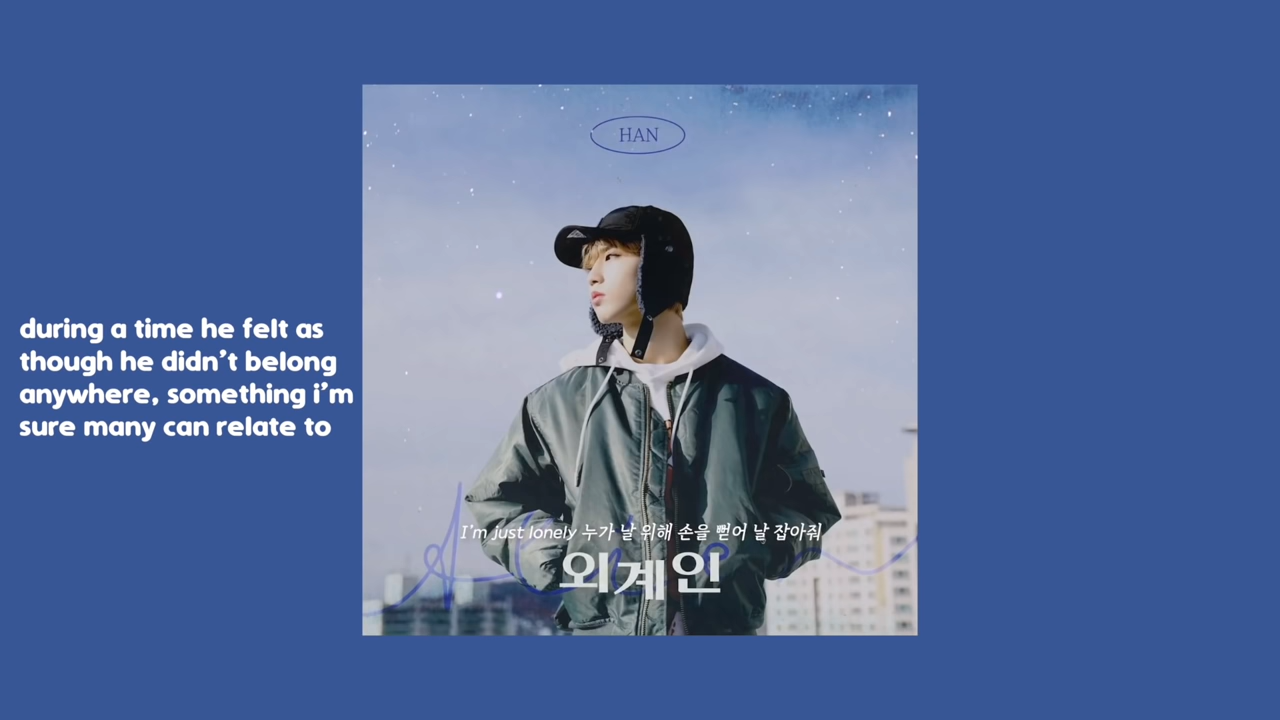 during a time he felt as
though he didn't belong
anywhere, something i'm
sure many can relate to
HAN
I'm just lonely 누가 날 위해 손을 뻗어 날 잡아줘
외계인
Alien